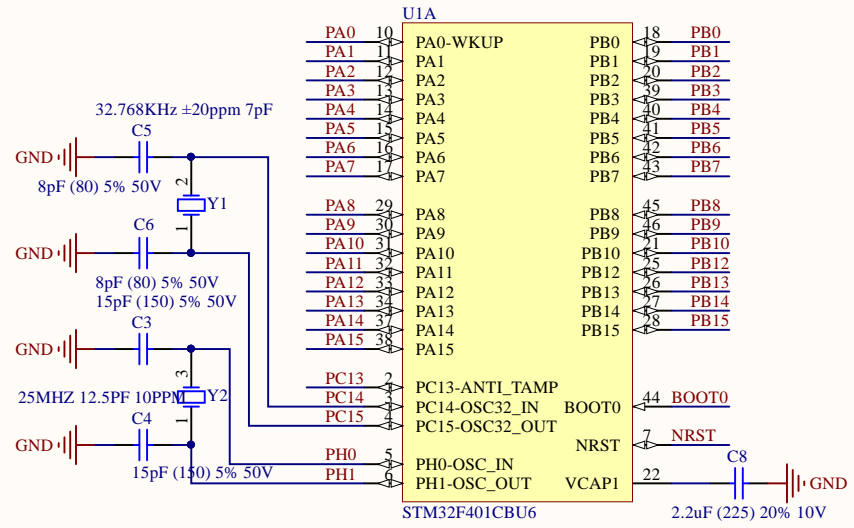 U1A
PA0 10 PA0-WKUP PB0 18 PB0
PA1 11 PA1 PB1 19 PB1
PA2 12 PA2 PB2 20 PB2
PA3 13 PA3 PB3 39 PB3
PA4 14 PA4 PB4 40 PB4
PA5 15 PA5 PB5 41 PB5
PA6 16 PA6 PB6 42 PB6
PA7 17 PA7 PB7 43 PB7
PA8 29 PA8 PB8 45 PB8
PA9 30 PA9 PB9 46 PB9
PA10 31 PA10 PB10 21 PB10
PA11 32 PA11 PB12 25 PB12
PA12 33 PA12 PB13 26 PB13
PA13 34 PA13 PB14 27 PB14
PA14 37 PA14 PB15 28 PB15
PA15 38 PA15
PC13 2 PC13-ANTI_TAMP
PC14 3 PC14-OSC32_IN BOOT0 44 BOOT0
PC15 4 PC15-OSC32_OUT
NRST 7 NRST
PH0 5 PH0-OSC_IN
PH1 6 PH1-OSC_OUT VCAP1 22
STM32F401CBU6
C8
GND
2.2uF (225) 20% 10V
32.768KHz ±20ppm 7pF
C5
GND
8pF (80) 5% 50V
2
Y1
1
C6
GND
8pF (80) 5% 50V
15pF (150) 5% 50V
C3
GND
3
25MHZ 12.5PF 10PPM Y2
1
C4
GND
15pF (150) 5% 50V